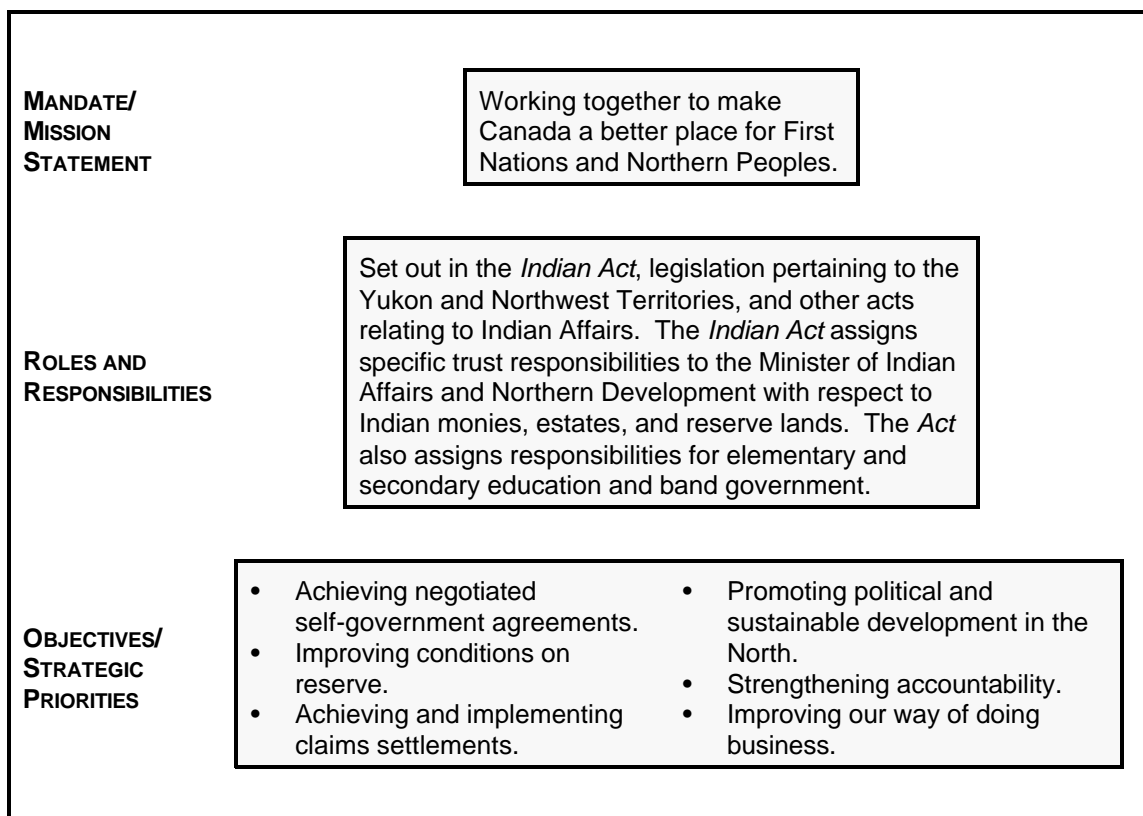 MANDATE/
MISSION
STATEMENT
Working together to make
Canada a better place for First
Nations and Northern Peoples.
ROLES AND
RESPONSIBILITIES
Set out in the Indian Act, legislation pertaining to the
Yukon and Northwest Territories, and other acts
relating to Indian Affairs.  The Indian Act assigns
specific trust responsibilities to the Minister of Indian
Affairs and Northern Development with respect to
Indian monies, estates, and reserve lands.  The Act
also assigns responsibilities for elementary and
secondary education and band government.
OBJECTIVES/
STRATEGIC
PRIORITIES
• Achieving negotiated
self-government agreements.
• Improving conditions on
reserve.
• Achieving and implementing
claims settlements.
• Promoting political and
sustainable development in the
North.
• Strengthening accountability.
• Improving our way of doing
business.